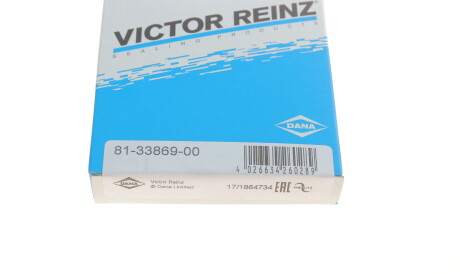 VICTOR REINZ®
SEALING PRODUCTS
DANA
81-33869-00
4 026634 260289
DANA
Victor Reinz
© Dana Limited
17/1864734 EAC